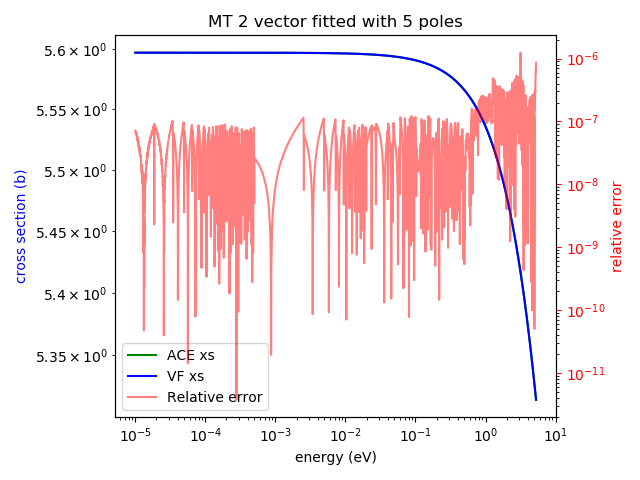 MT 2 vector fitted with 5 poles
5.6 × 10⁰
5.55 × 10⁰
5.5 × 10⁰
5.45 × 10⁰
5.4 × 10⁰
5.35 × 10⁰
cross section (b)
10⁻⁶
10⁻⁷
10⁻⁸
10⁻⁹
10⁻¹⁰
10⁻¹¹
relative error
ACE xs
VF xs
Relative error
10⁻⁵ 10⁻⁴ 10⁻³ 10⁻² 10⁻¹ 10⁰ 10¹
energy (eV)